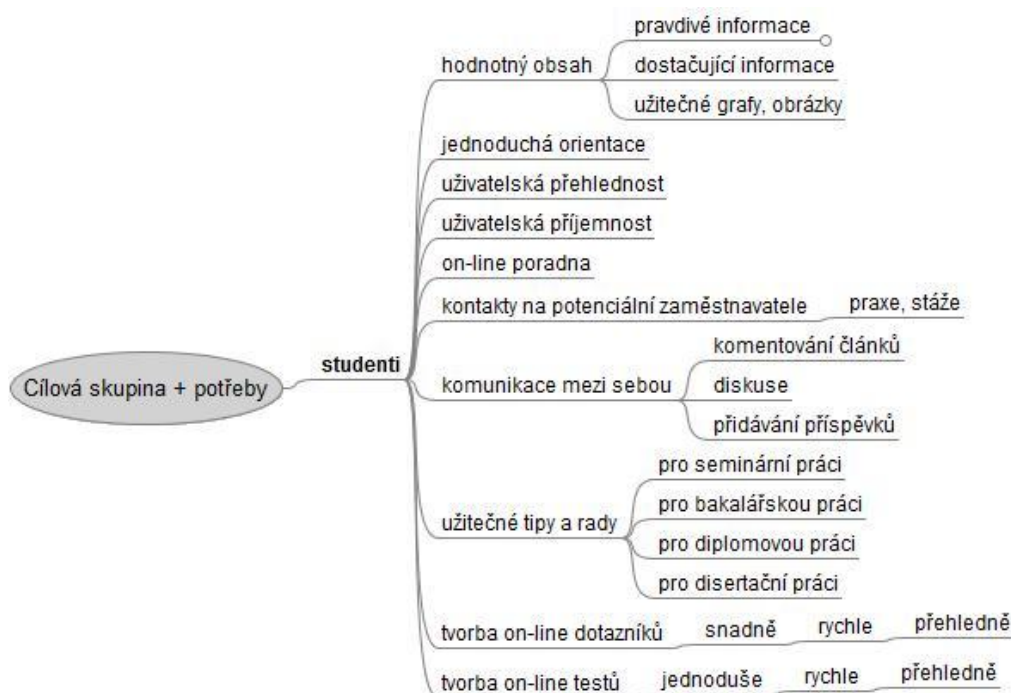 Cílová skupina + potřeby
studenti
hodnotný obsah
pravdivé informace
dostačující informace
užitečné grafy, obrázky
jednoduchá orientace
uživatelská přehlednost
uživatelská příjemnost
on-line poradna
kontakty na potenciální zaměstnavatele
praxe, stáže
komunikace mezi sebou
komentování článků
diskuse
přidávání příspěvků
užitečné tipy a rady
pro seminární práci
pro bakalářskou práci
pro diplomovou práci
pro disertační práci
tvorba on-line dotazníků
snadně
rychle
přehledně
tvorba on-line testů
jednoduše
rychle
přehledně